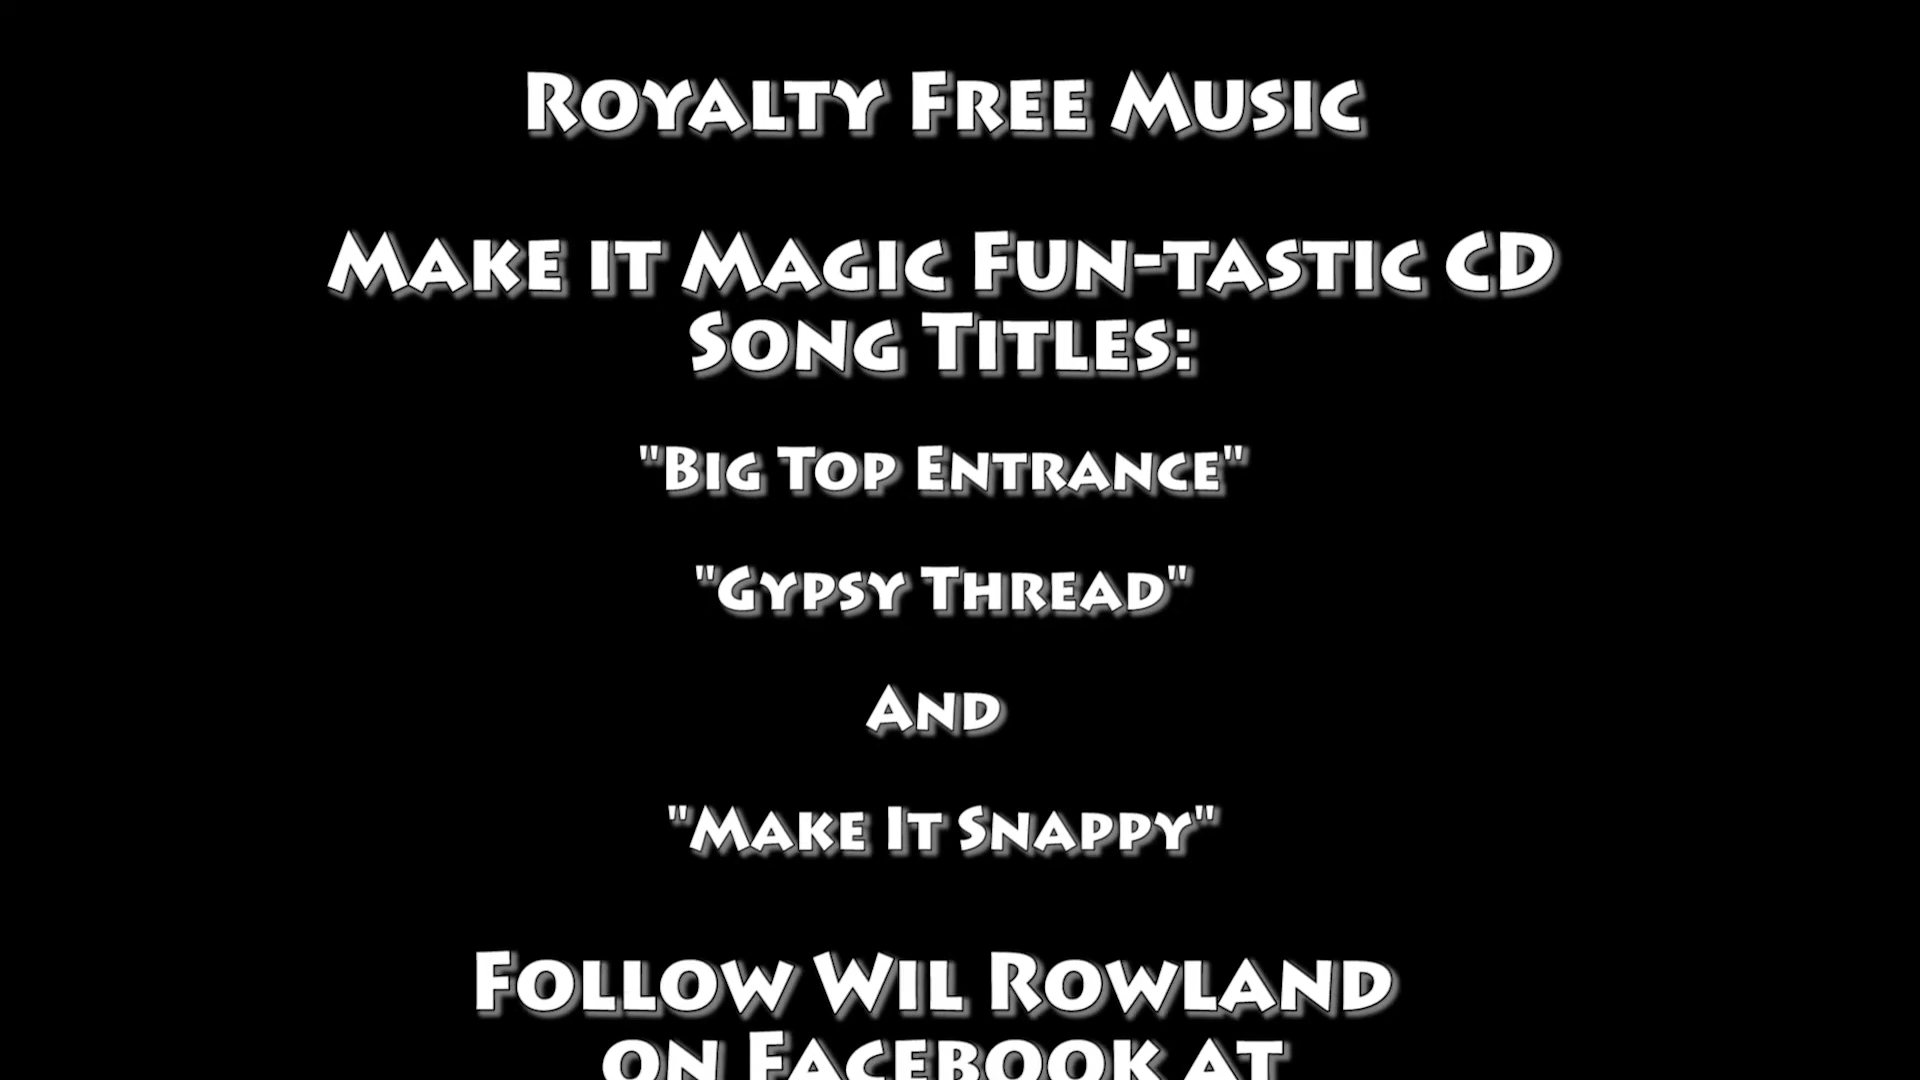 Royalty Free Music
Make it Magic Fun-tastic CD
Song Titles:
"Big Top Entrance"
"Gypsy Thread"
And
"Make It Snappy"
Follow Wil Rowland
on Facebook at